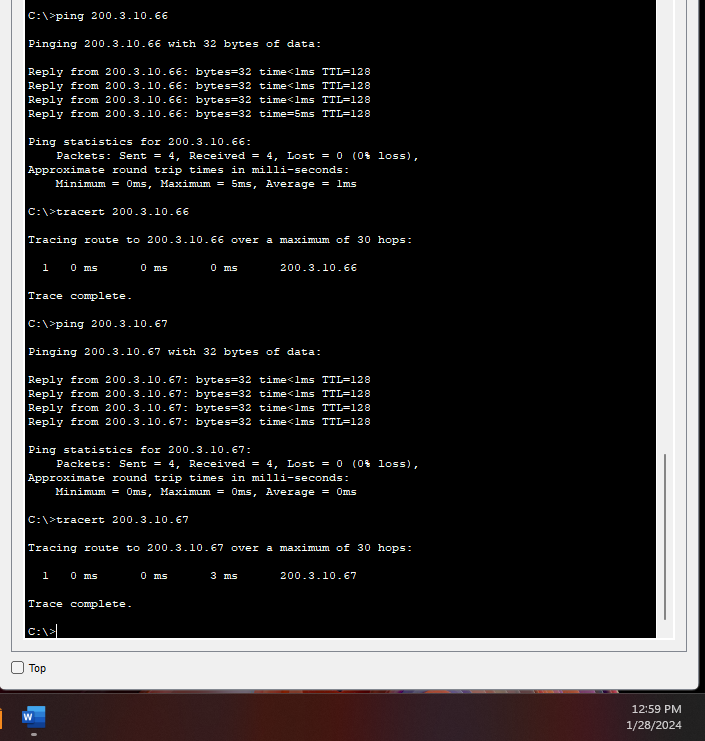 C:\>ping 200.3.10.66
Pinging 200.3.10.66 with 32 bytes of data:
Reply from 200.3.10.66: bytes=32 time<1ms TTL=128
Reply from 200.3.10.66: bytes=32 time<1ms TTL=128
Reply from 200.3.10.66: bytes=32 time<1ms TTL=128
Reply from 200.3.10.66: bytes=32 time=5ms TTL=128
Ping statistics for 200.3.10.66:
    Packets: Sent = 4, Received = 4, Lost = 0 (0% loss),
Approximate round trip times in milli-seconds:
    Minimum = 0ms, Maximum = 5ms, Average = 1ms
C:\>tracert 200.3.10.66
Tracing route to 200.3.10.66 over a maximum of 30 hops:
  1   0 ms      0 ms      0 ms      200.3.10.66
Trace complete.
C:\>ping 200.3.10.67
Pinging 200.3.10.67 with 32 bytes of data:
Reply from 200.3.10.67: bytes=32 time<1ms TTL=128
Reply from 200.3.10.67: bytes=32 time<1ms TTL=128
Reply from 200.3.10.67: bytes=32 time<1ms TTL=128
Reply from 200.3.10.67: bytes=32 time<1ms TTL=128
Ping statistics for 200.3.10.67:
    Packets: Sent = 4, Received = 4, Lost = 0 (0% loss),
Approximate round trip times in milli-seconds:
    Minimum = 0ms, Maximum = 0ms, Average = 0ms
C:\>tracert 200.3.10.67
Tracing route to 200.3.10.67 over a maximum of 30 hops:
  1   0 ms      0 ms      3 ms      200.3.10.67
Trace complete.
C:\>
Top
W
12:59 PM
1/28/2024